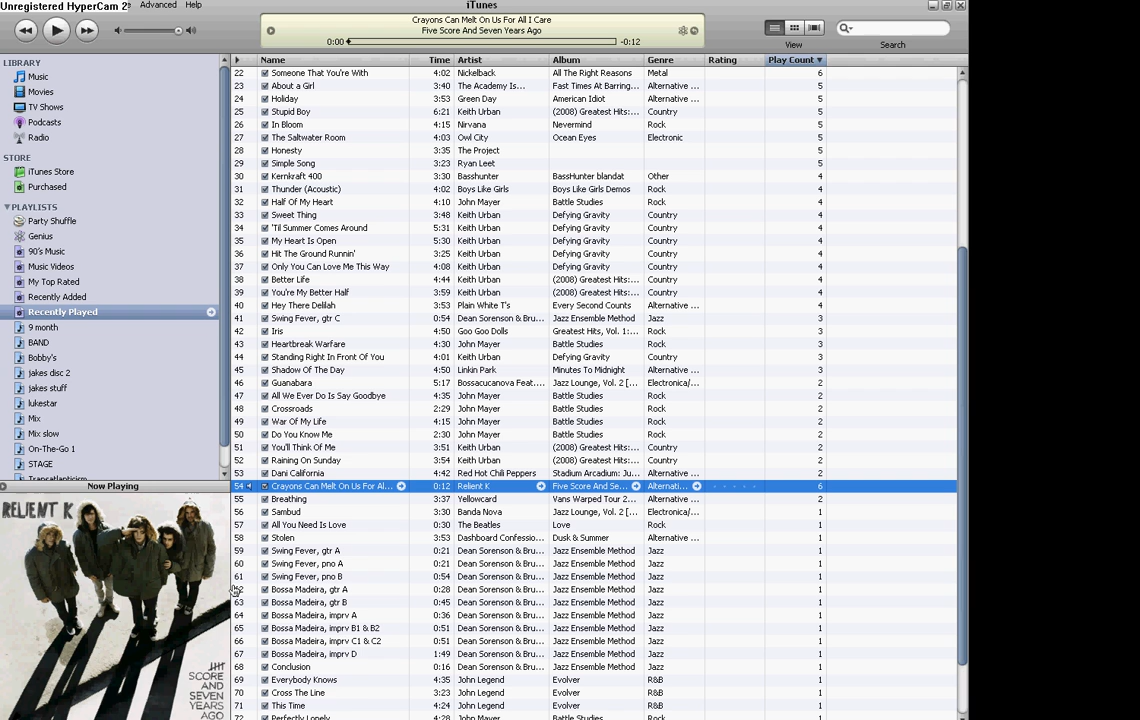 Unregistered HyperCam 2
Advanced Help
iTunes
Crayons Can Melt On Us For All I Care
Five Score And Seven Years Ago
0:00 -0:12
View Search
LIBRARY
Music
Movies
TV Shows
Podcasts
Radio
STORE
iTunes Store
Purchased
PLAYLISTS
Party Shuffle
Genius
90's Music
Music Videos
My Top Rated
Recently Added
Recently Played
9 month
BAND
Bobby's
jakes disc 2
jakes stuff
lukestar
Mix
Mix slow
On-The-Go 1
STAGE
Transatlanticism
Now Playing
RELIENT K
SCORE
AND
SEVEN
YEARS
AGO
Name Time Artist Album Genre Rating Play Count
22 Someone That You're With 4:02 Nickelback All The Right Reasons Metal 6
23 About a Girl 3:40 The Academy Is... Fast Times At Barring... Alternative ... 5
24 Holiday 3:53 Green Day American Idiot Alternative ... 5
25 Stupid Boy 6:21 Keith Urban (2008) Greatest Hits:... Country 5
26 In Bloom 4:15 Nirvana Nevermind Rock 5
27 The Saltwater Room 4:03 Owl City Ocean Eyes Electronic 5
28 Honesty 3:35 The Project 5
29 Simple Song 3:23 Ryan Leet 5
30 Kernkraft 400 3:30 Basshunter BassHunter blandat Other 4
31 Thunder (Acoustic) 4:02 Boys Like Girls Boys Like Girls Demos Rock 4
32 Half Of My Heart 4:10 John Mayer Battle Studies Rock 4
33 Sweet Thing 3:48 Keith Urban Defying Gravity Country 4
34 'Til Summer Comes Around 5:31 Keith Urban Defying Gravity Country 4
35 My Heart Is Open 5:30 Keith Urban Defying Gravity Country 4
36 Hit The Ground Runnin' 3:25 Keith Urban Defying Gravity Country 4
37 Only You Can Love Me This Way 4:08 Keith Urban Defying Gravity Country 4
38 Better Life 4:44 Keith Urban (2008) Greatest Hits:... Country 4
39 You're My Better Half 3:59 Keith Urban (2008) Greatest Hits:... Country 4
40 Hey There Delilah 3:53 Plain White T's Every Second Counts Alternative ... 4
41 Swing Fever, gtr C 0:54 Dean Sorenson & Bru... Jazz Ensemble Method Jazz 3
42 Iris 4:50 Goo Goo Dolls Greatest Hits, Vol. 1:... Rock 3
43 Heartbreak Warfare 4:30 John Mayer Battle Studies Rock 3
44 Standing Right In Front Of You 4:01 Keith Urban Defying Gravity Country 3
45 Shadow Of The Day 4:50 Linkin Park Minutes To Midnight Alternative ... 3
46 Guanabara 5:17 Bossacucanova Feat.... Jazz Lounge, Vol. 2 [... Electronica/... 2
47 All We Ever Do Is Say Goodbye 4:35 John Mayer Battle Studies Rock 2
48 Crossroads 2:29 John Mayer Battle Studies Rock 2
49 War Of My Life 4:15 John Mayer Battle Studies Rock 2
50 Do You Know Me 2:30 John Mayer Battle Studies Rock 2
51 You'll Think Of Me 3:51 Keith Urban (2008) Greatest Hits:... Country 2
52 Raining On Sunday 3:54 Keith Urban (2008) Greatest Hits:... Country 2
53 Dani California 4:42 Red Hot Chili Peppers Stadium Arcadium: Ju... Alternative ... 2
54 Crayons Can Melt On Us For Al... 0:12 Relient K Five Score And Se... Alternati... 6
55 Breathing 3:37 Yellowcard Vans Warped Tour 2... Alternative ... 2
56 Sambud 3:30 Banda Nova Jazz Lounge, Vol. 2 [... Electronica/... 1
57 All You Need Is Love 0:30 The Beatles Love Rock 1
58 Stolen 3:53 Dashboard Confessio... Dusk & Summer Alternative ... 1
59 Swing Fever, gtr A 0:21 Dean Sorenson & Bru... Jazz Ensemble Method Jazz 1
60 Swing Fever, pno A 0:21 Dean Sorenson & Bru... Jazz Ensemble Method Jazz 1
61 Swing Fever, pno B 0:54 Dean Sorenson & Bru... Jazz Ensemble Method Jazz 1
Bossa Madeira, gtr A 0:28 Dean Sorenson & Bru... Jazz Ensemble Method Jazz 1
63 Bossa Madeira, gtr B 0:45 Dean Sorenson & Bru... Jazz Ensemble Method Jazz 1
64 Bossa Madeira, imprv A 0:36 Dean Sorenson & Bru... Jazz Ensemble Method Jazz 1
65 Bossa Madeira, imprv B1 & B2 0:51 Dean Sorenson & Bru... Jazz Ensemble Method Jazz 1
66 Bossa Madeira, imprv C1 & C2 0:51 Dean Sorenson & Bru... Jazz Ensemble Method Jazz 1
67 Bossa Madeira, imprv D 1:49 Dean Sorenson & Bru... Jazz Ensemble Method Jazz 1
68 Conclusion 0:16 Dean Sorenson & Bru... Jazz Ensemble Method Jazz 1
69 Everybody Knows 4:35 John Legend Evolver R&B 1
70 Cross The Line 3:23 John Legend Evolver R&B 1
71 This Time 4:24 John Legend Evolver R&B 1
72 Perfectly Lonely 4:28 John Mayer Battle Studies Rock 1